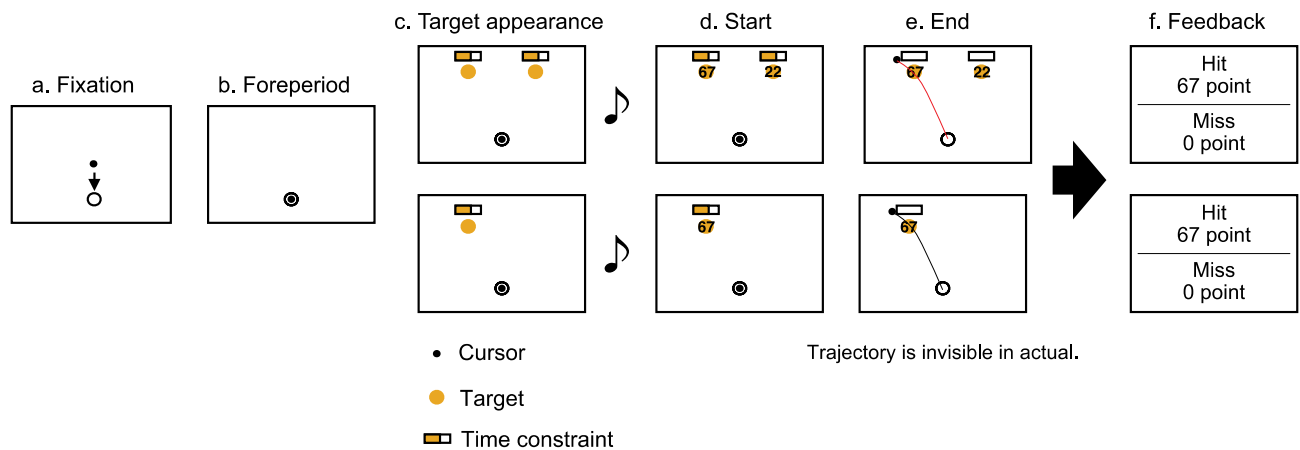 a. Fixation
b. Foreperiod
c. Target appearance
d. Start
e. End
f. Feedback
67
22
67
22
Hit
67 point
Miss
0 point
67
67
Hit
67 point
Miss
0 point
Cursor
Target
Time constraint
Trajectory is invisible in actual.